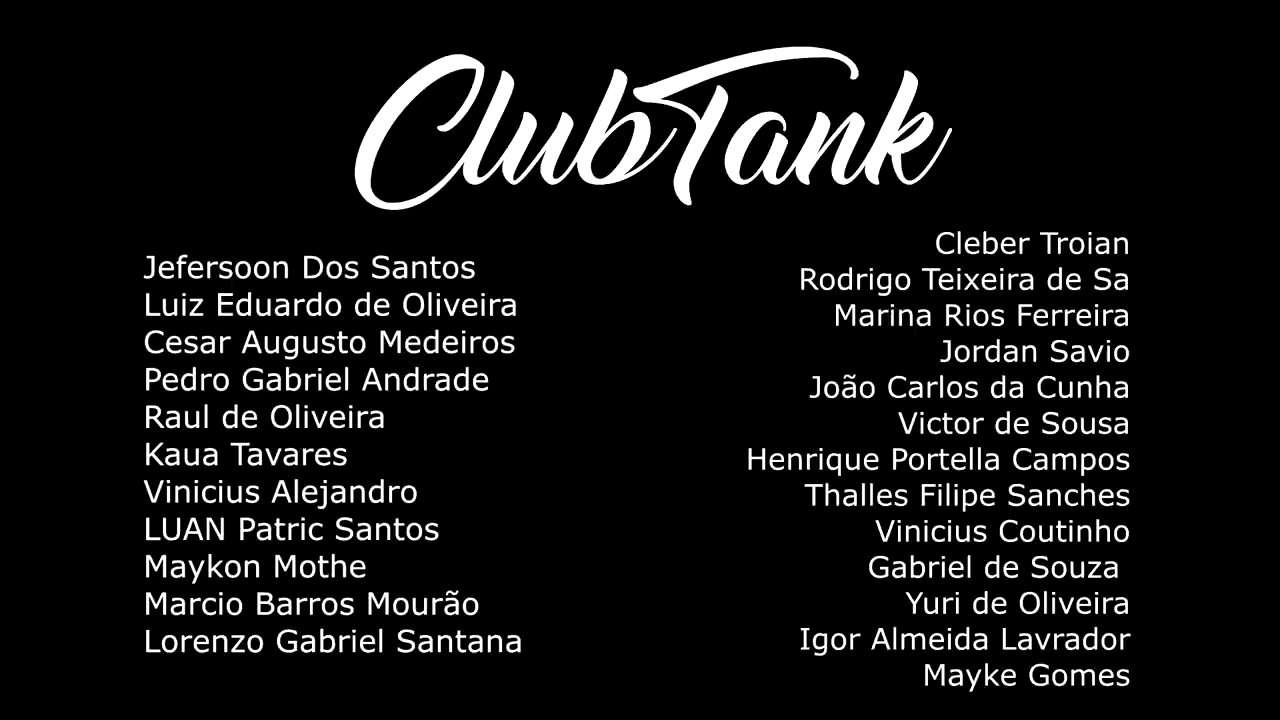 ClubTank
Jefersoon Dos Santos
Luiz Eduardo de Oliveira
Cesar Augusto Medeiros
Pedro Gabriel Andrade
Raul de Oliveira
Kaua Tavares
Vinicius Alejandro
LUAN Patric Santos
Maykon Mothe
Marcio Barros Mourão
Lorenzo Gabriel Santana
Cleber Troian
Rodrigo Teixeira de Sa
Marina Rios Ferreira
Jordan Savio
João Carlos da Cunha
Victor de Sousa
Henrique Portella Campos
Thalles Filipe Sanches
Vinicius Coutinho
Gabriel de Souza
Yuri de Oliveira
Igor Almeida Lavrador
Mayke Gomes